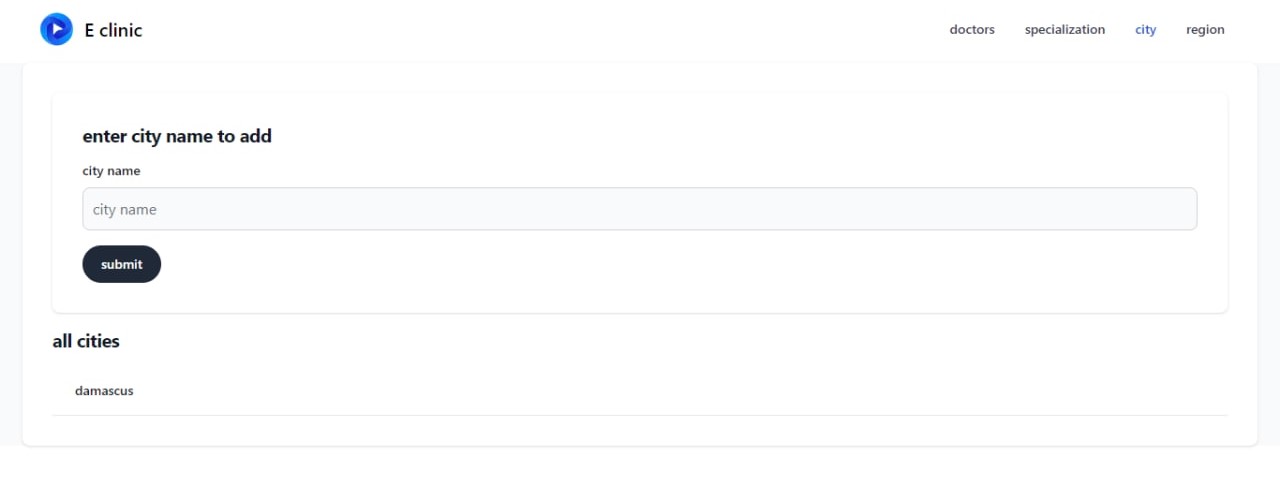 E clinic
doctors specialization city region
enter city name to add
city name
city name
submit
all cities
damascus